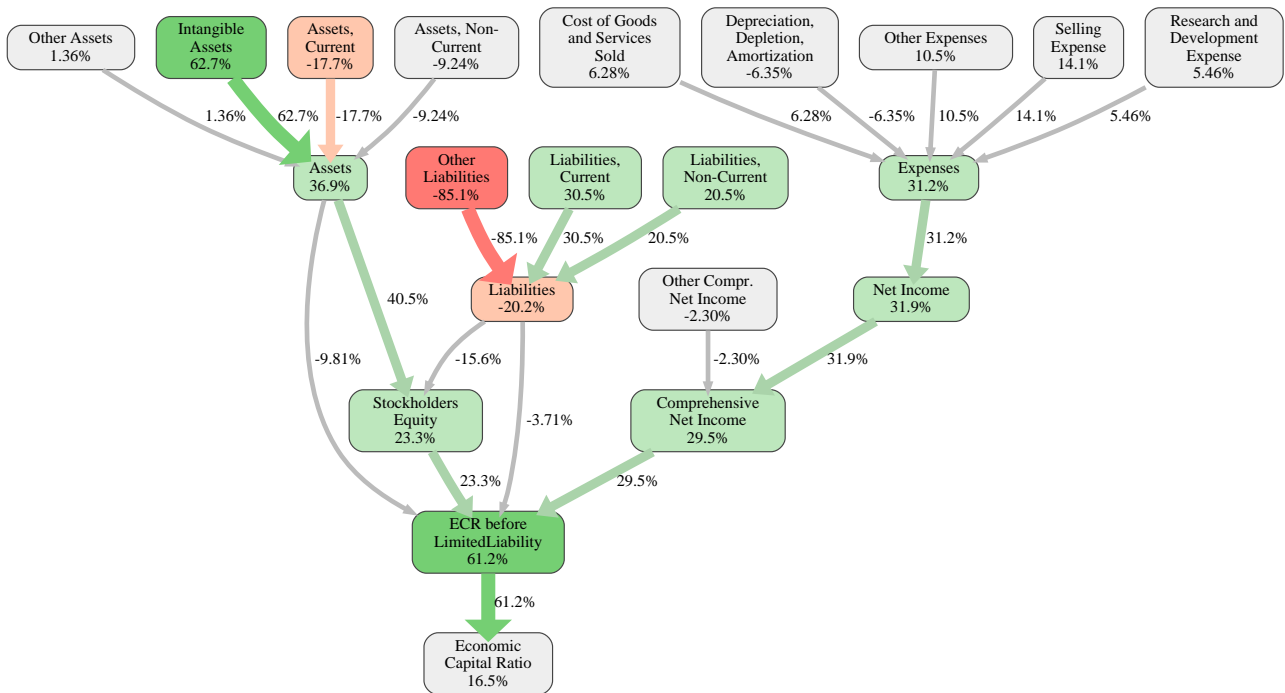 Other Assets
1.36%
Intangible
Assets
62.7%
Assets,
Current
-17.7%
Assets, Non-
Current
-9.24%
Cost of Goods
and Services
Sold
6.28%
Depreciation,
Depletion,
Amortization
-6.35%
Other Expenses
10.5%
Selling
Expense
14.1%
Research and
Development
Expense
5.46%
1.36%
62.7%
-17.7%
-9.24%
6.28%
-6.35%
10.5%
14.1%
5.46%
Assets
36.9%
Other
Liabilities
-85.1%
Liabilities,
Current
30.5%
Liabilities,
Non-Current
20.5%
Expenses
31.2%
-85.1%
30.5%
20.5%
31.2%
40.5%
Liabilities
-20.2%
Other Compr.
Net Income
-2.30%
Net Income
31.9%
-9.81%
-15.6%
-2.30%
31.9%
Stockholders
Equity
23.3%
-3.71%
Comprehensive
Net Income
29.5%
23.3%
29.5%
ECR before
LimitedLiability
61.2%
61.2%
Economic
Capital Ratio
16.5%